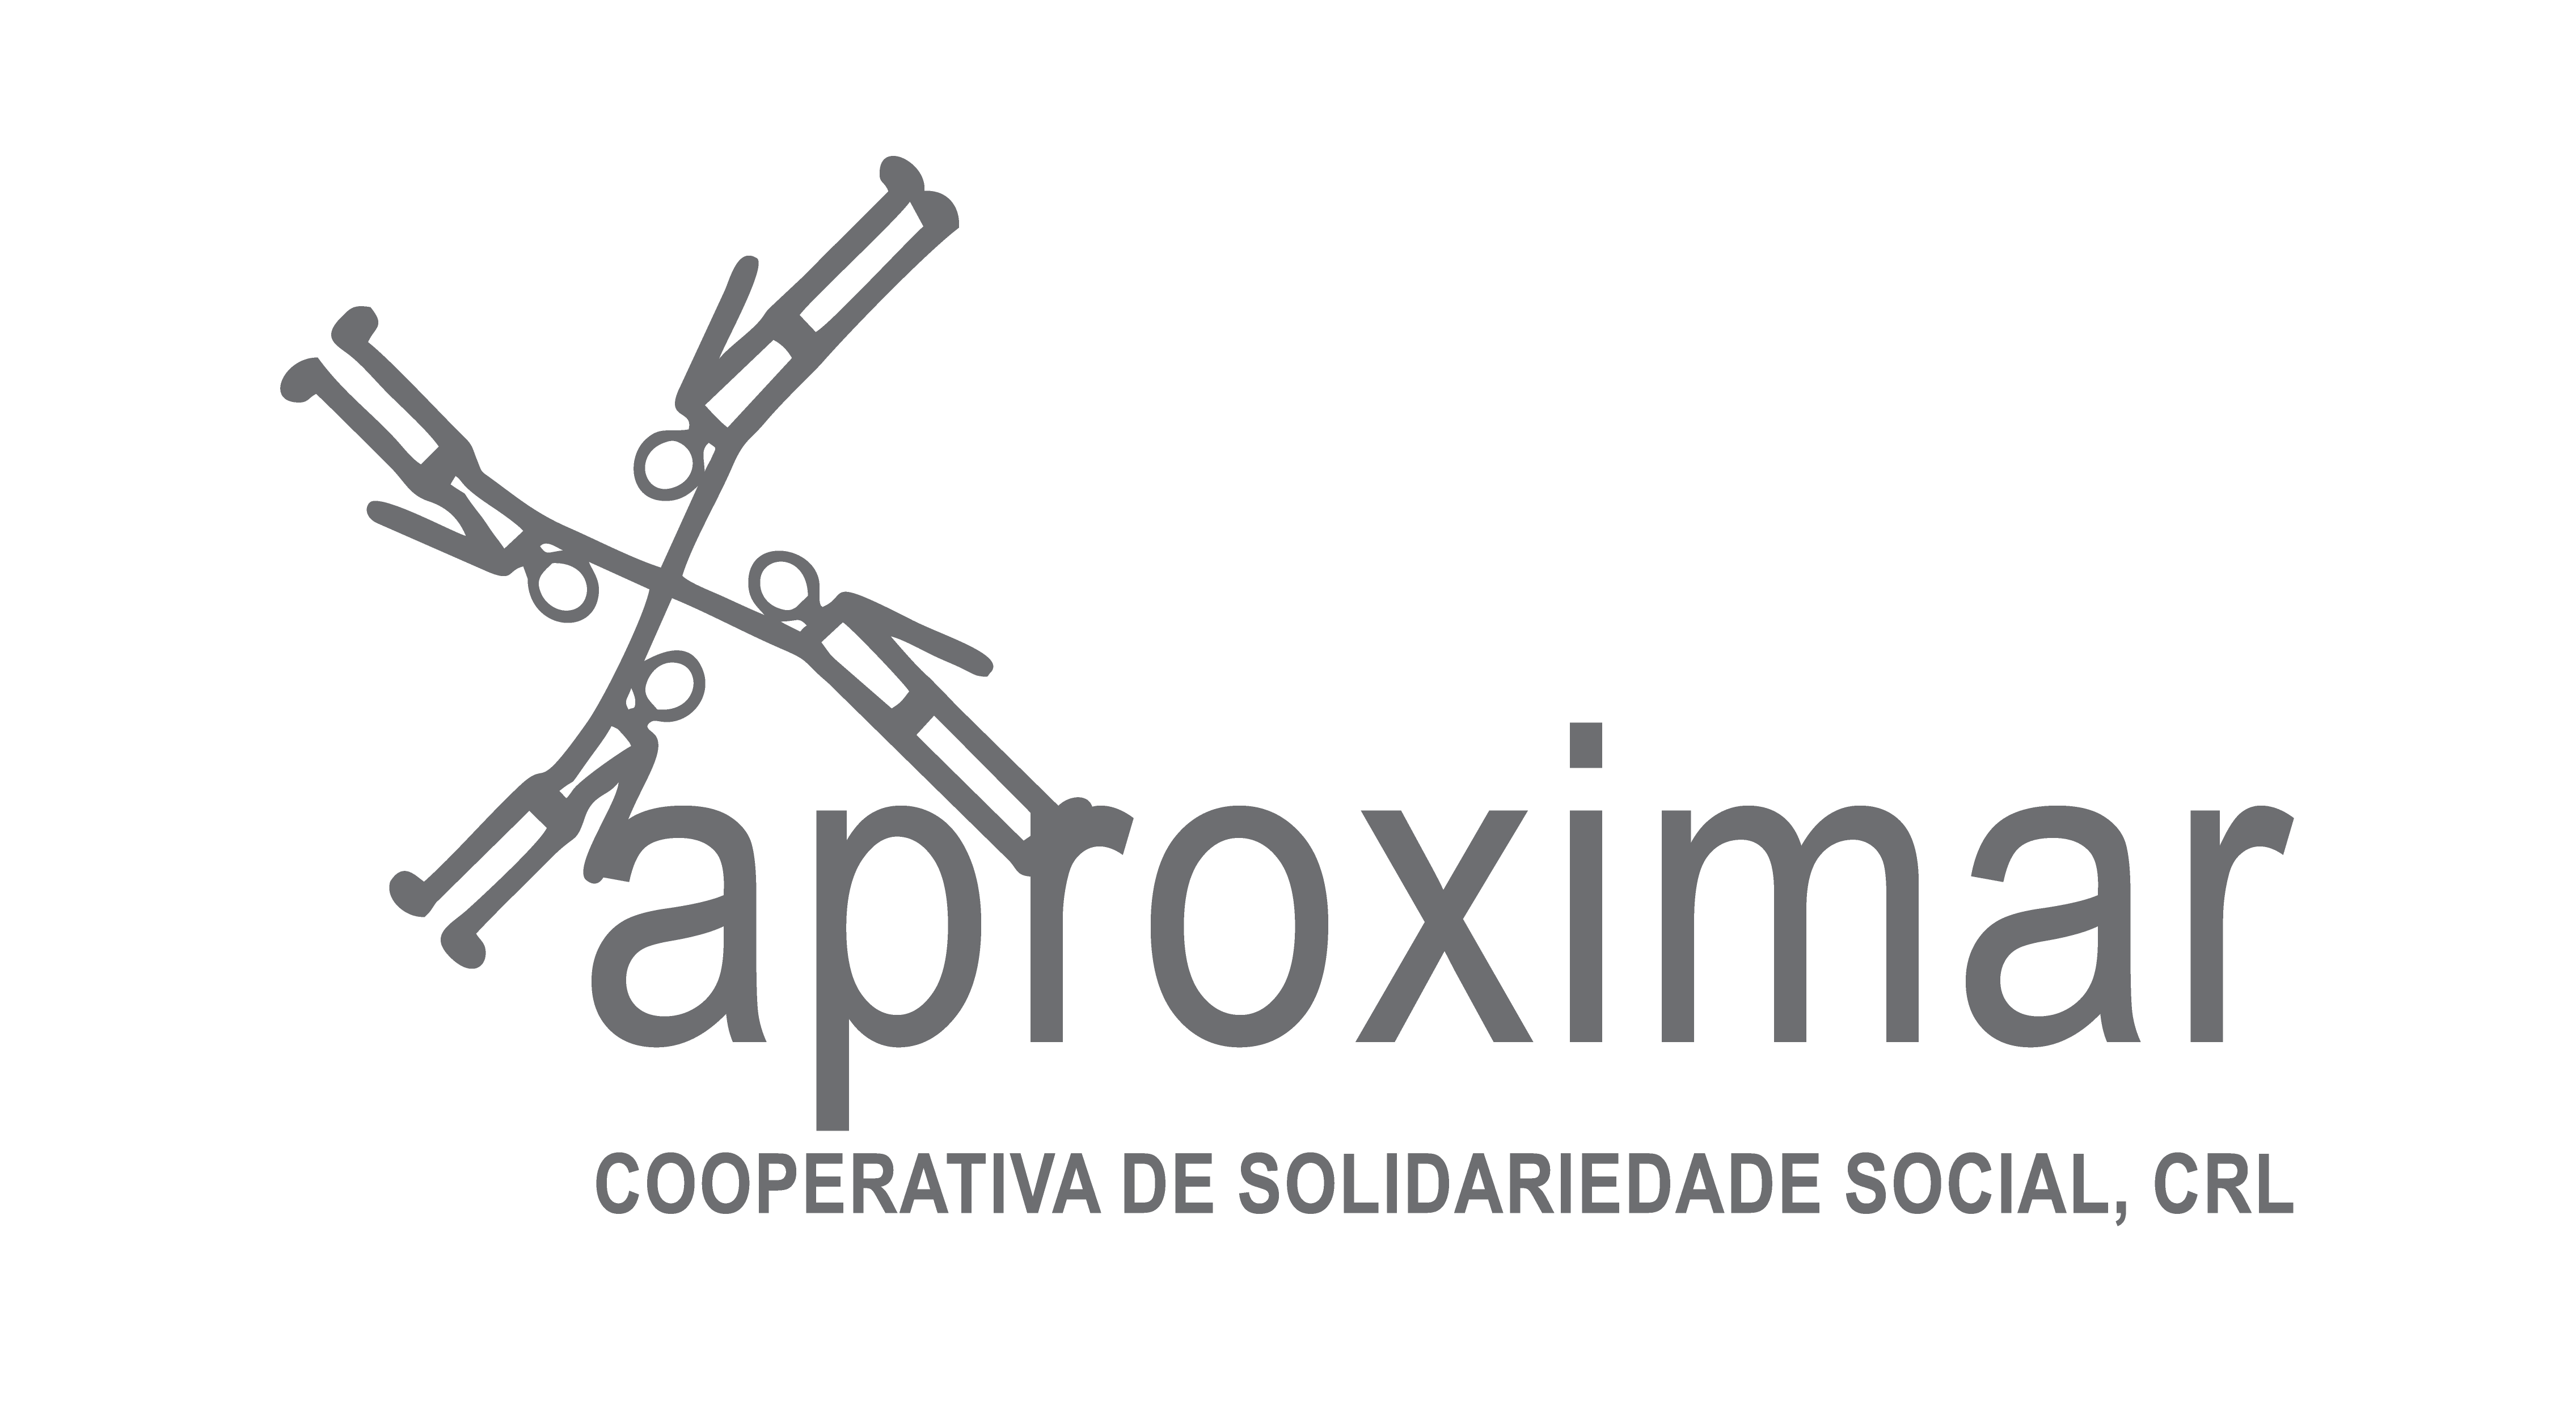 aproximar
COOPERATIVA DE SOLIDARIEDADE SOCIAL, CRL